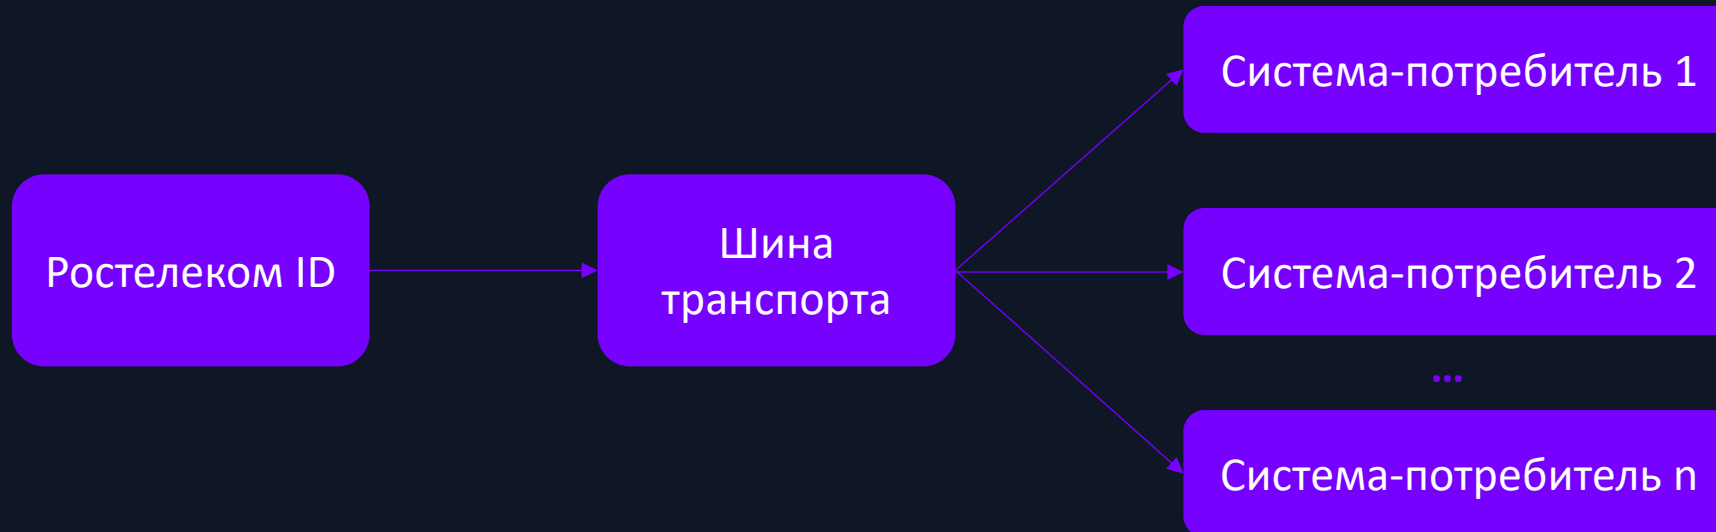 Ростелеком ID
Шина
транспорта
Система-потребитель 1
Система-потребитель 2
...
Система-потребитель n